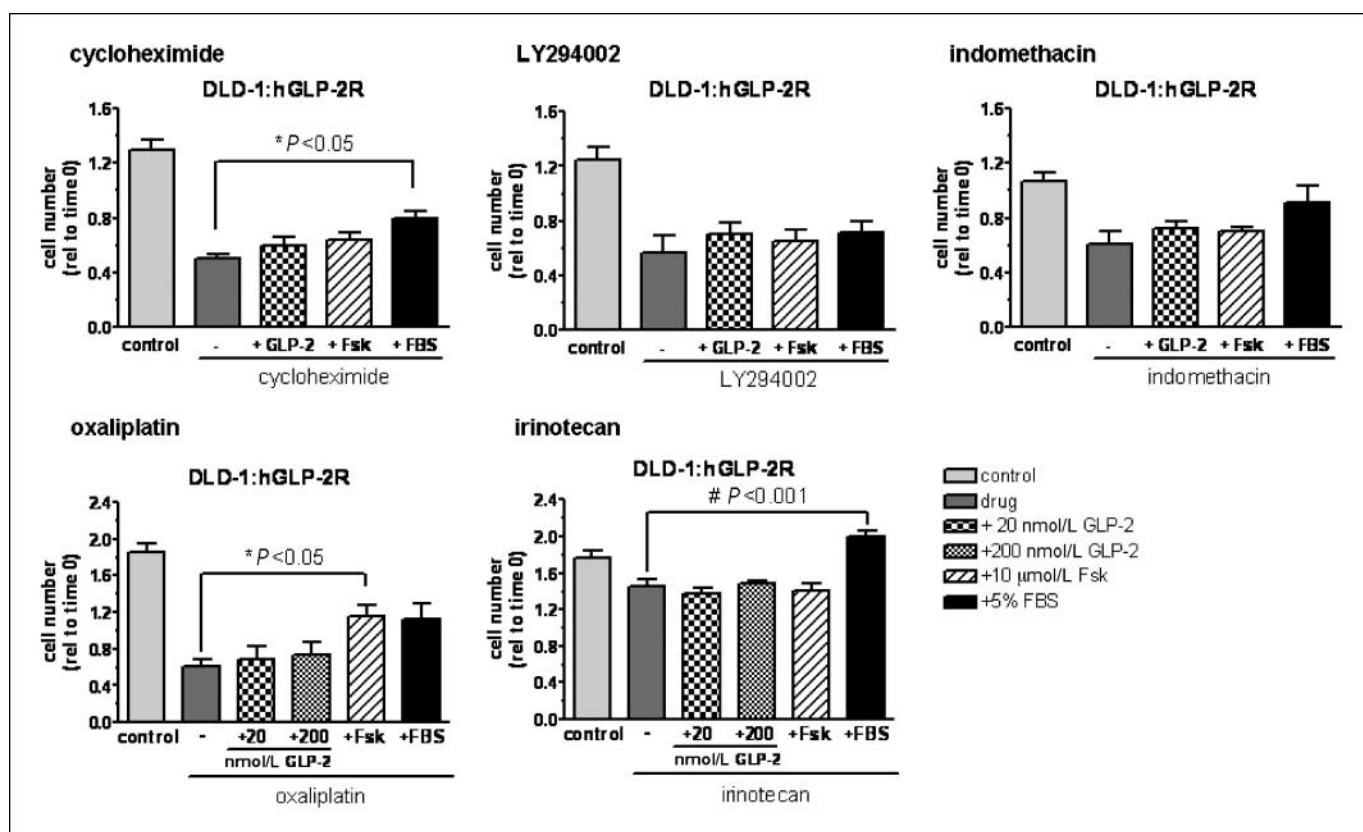 cycloheximide
DLD-1:hGLP-2R
cell number
(rel to time 0)
1.6
1.2
0.8
0.4
0.0
*P<0.05
control - + GLP-2 + Fsk + FBS
cycloheximide
LY294002
DLD-1:hGLP-2R
cell number
(rel to time 0)
1.6
1.2
0.8
0.4
0.0
control - + GLP-2 + Fsk + FBS
LY294002
indomethacin
DLD-1:hGLP-2R
cell number
(rel to time 0)
1.6
1.2
0.8
0.4
0.0
control - + GLP-2 + Fsk + FBS
indomethacin
oxaliplatin
DLD-1:hGLP-2R
cell number
(rel to time 0)
2.4
2.0
1.6
1.2
0.8
0.4
0.0
*P<0.05
control - +20 +200 +Fsk +FBS
nmol/L GLP-2
oxaliplatin
irinotecan
DLD-1:hGLP-2R
cell number
(rel to time 0)
2.4
2.0
1.6
1.2
0.8
0.4
0.0
# P<0.001
control - +20 +200 +Fsk +FBS
nmol/L GLP-2
irinotecan
control
drug
+ 20 nmol/L GLP-2
+200 nmol/L GLP-2
+10 μmol/L Fsk
+5% FBS